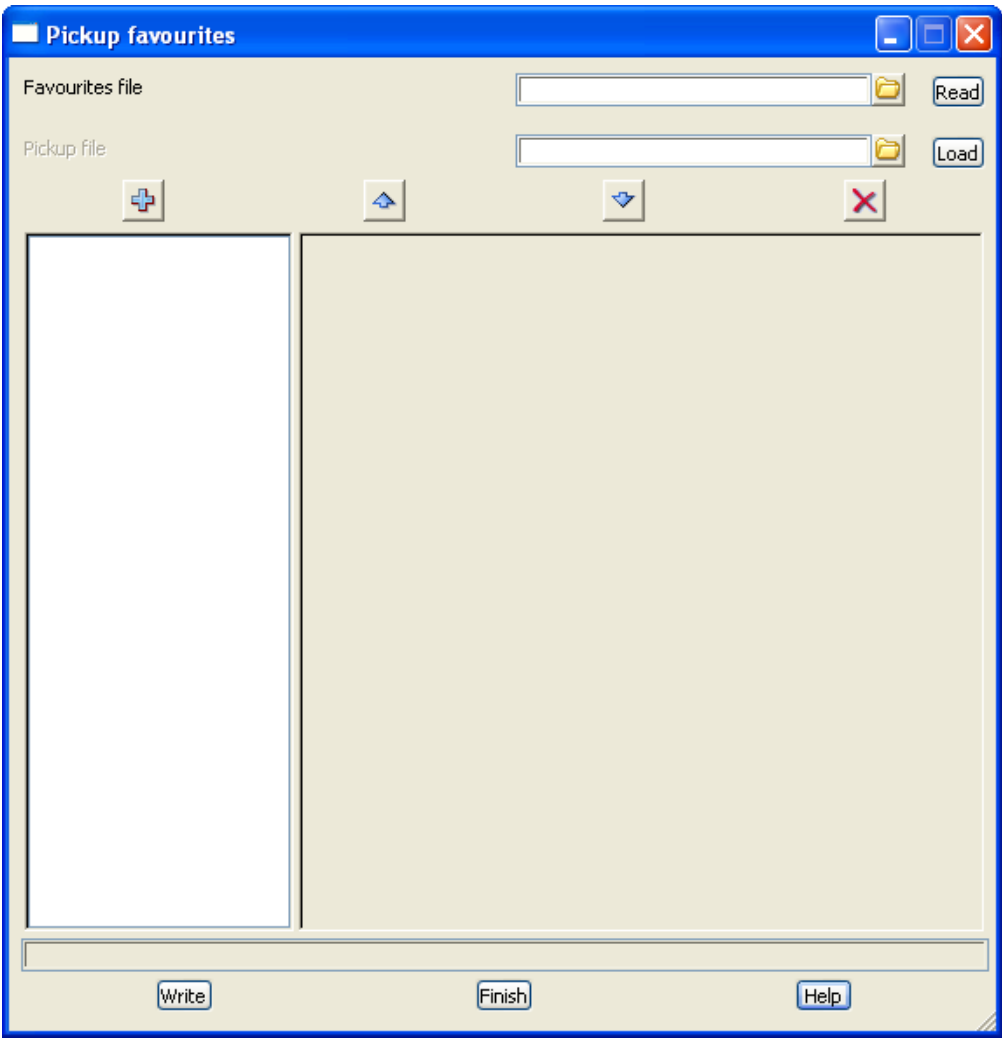 Pickup favourites
Favourites file
Read
Pickup file
Load
Write Finish Help